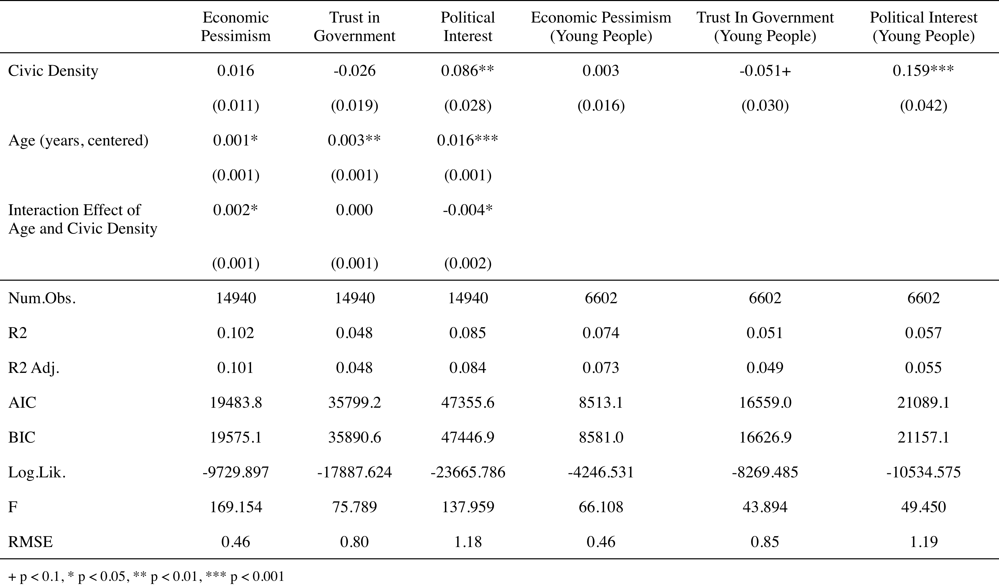 Economic Trust in Political Economic Pessimism Trust In Government Political Interest
Pessimism Government Interest (Young People) (Young People) (Young People)
Civic Density 0.016 -0.026 0.086** 0.003 -0.051+ 0.159***
(0.011) (0.019) (0.028) (0.016) (0.030) (0.042)
Age (years, centered) 0.001* 0.003** 0.016***
(0.001) (0.001) (0.001)
Interaction Effect of 0.002* 0.000 -0.004*
Age and Civic Density
(0.001) (0.001) (0.002)
Num.Obs. 14940 14940 14940 6602 6602 6602
R2 0.102 0.048 0.085 0.074 0.051 0.057
R2 Adj. 0.101 0.048 0.084 0.073 0.049 0.055
AIC 19483.8 35799.2 47355.6 8513.1 16559.0 21089.1
BIC 19575.1 35890.6 47446.9 8581.0 16626.9 21157.1
Log.Lik. -9729.897 -17887.624 -23665.786 -4246.531 -8269.485 -10534.575
F 169.154 75.789 137.959 66.108 43.894 49.450
RMSE 0.46 0.80 1.18 0.46 0.85 1.19
+ p < 0.1, * p < 0.05, ** p < 0.01, *** p < 0.001